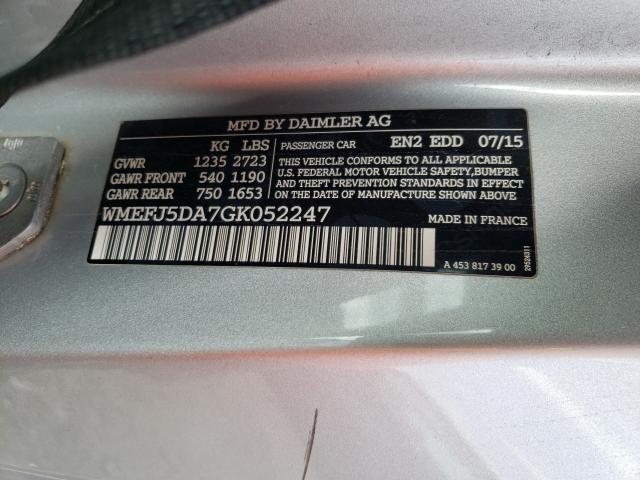 MFD BY DAIMLER AG
KG LBS
GVWR 1235 2723
GAWR FRONT 540 1190
GAWR REAR 750 1653
PASSENGER CAR EN2 EDD 07/15
THIS VEHICLE CONFORMS TO ALL APPLICABLE
U.S. FEDERAL MOTOR VEHICLE SAFETY,BUMPER
AND THEFT PREVENTION STANDARDS IN EFFECT
ON THE DATE OF MANUFACTURE SHOWN ABOVE.
WMEFJ5DA7GK052247
MADE IN FRANCE
A 453 817 39 00